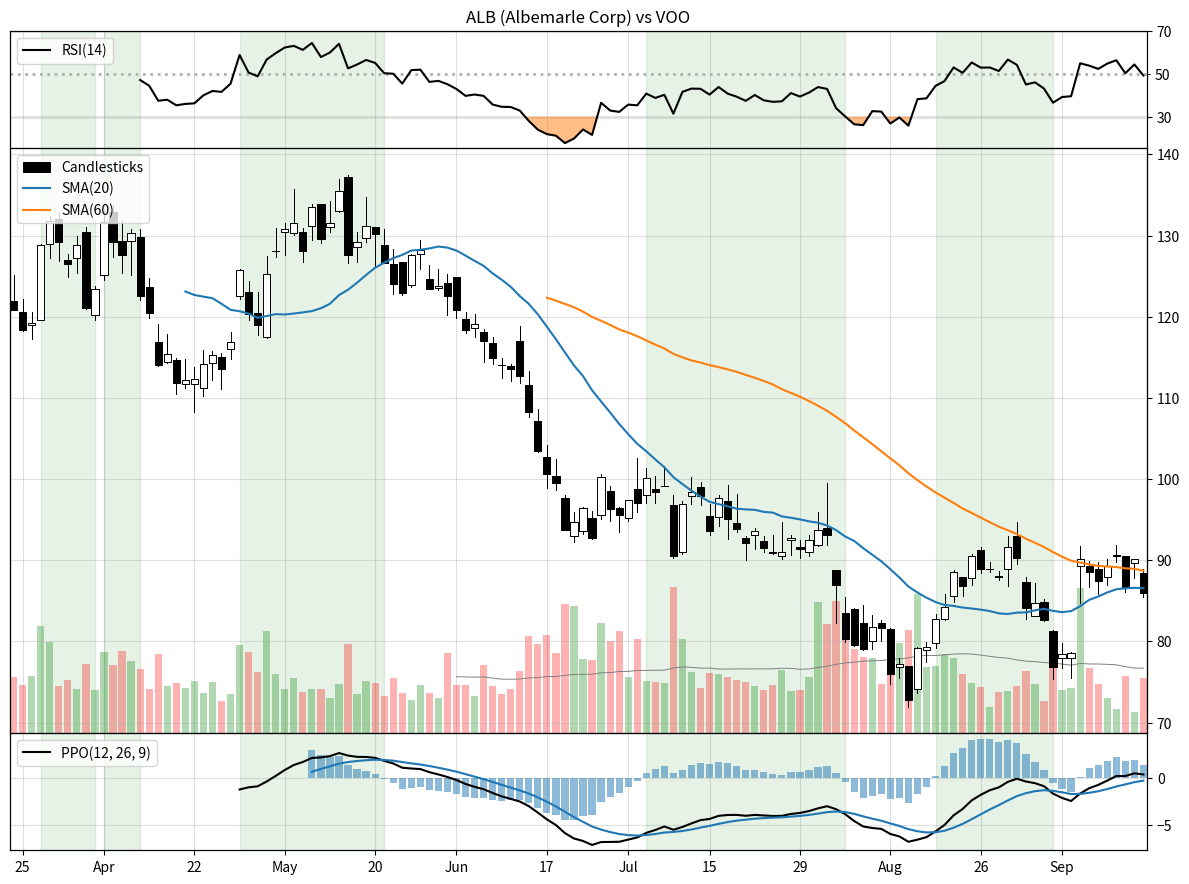 ALB (Albemarle Corp) vs VOO
RSI(14)
70
50
30
Candlesticks
SMA(20)
SMA(60)
140
130
120
110
100
90
80
70
PPO(12, 26, 9)
0
−5
25 Apr 22 May 20 Jun 17 Jul 15 29 Aug 26 Sep